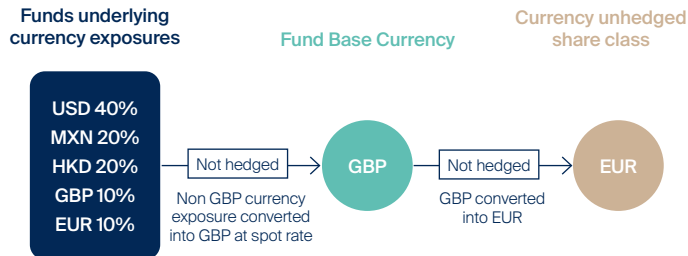 Funds underlying
currency exposures
Fund Base Currency
Currency unhedged
share class
USD 40%
MXN 20%
HKD 20%
GBP 10%
EUR 10%
Not hedged
Non GBP currency
exposure converted
into GBP at spot rate
GBP
Not hedged
GBP converted
into EUR
EUR